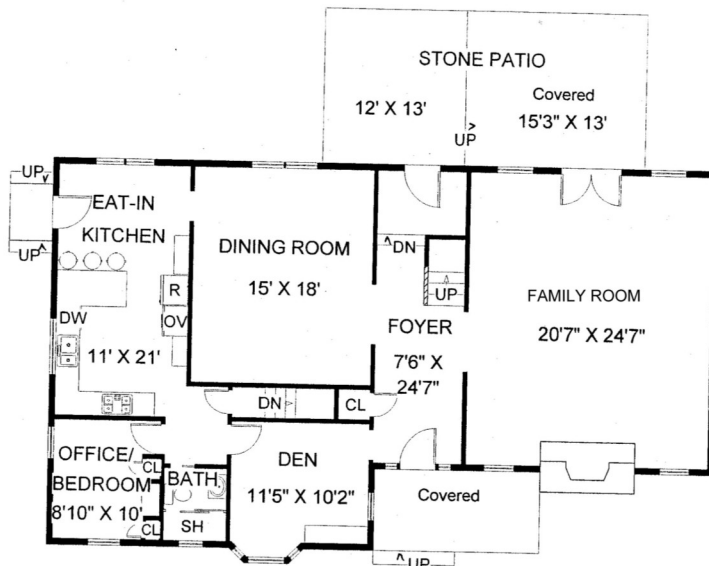 STONE PATIO
Covered
12' X 13'
15'3" X 13'
UP
UP
EAT-IN
KITCHEN
UP
DINING ROOM
15' X 18'
DN
UP
R
OV
DW
11' X 21'
FOYER
7'6" X
24'7"
FAMILY ROOM
20'7" X 24'7"
DN
CL
OFFICE/
BEDROOM
8'10" X 10'
CL
CL
BATH
SH
DEN
11'5" X 10'2"
Covered
UP